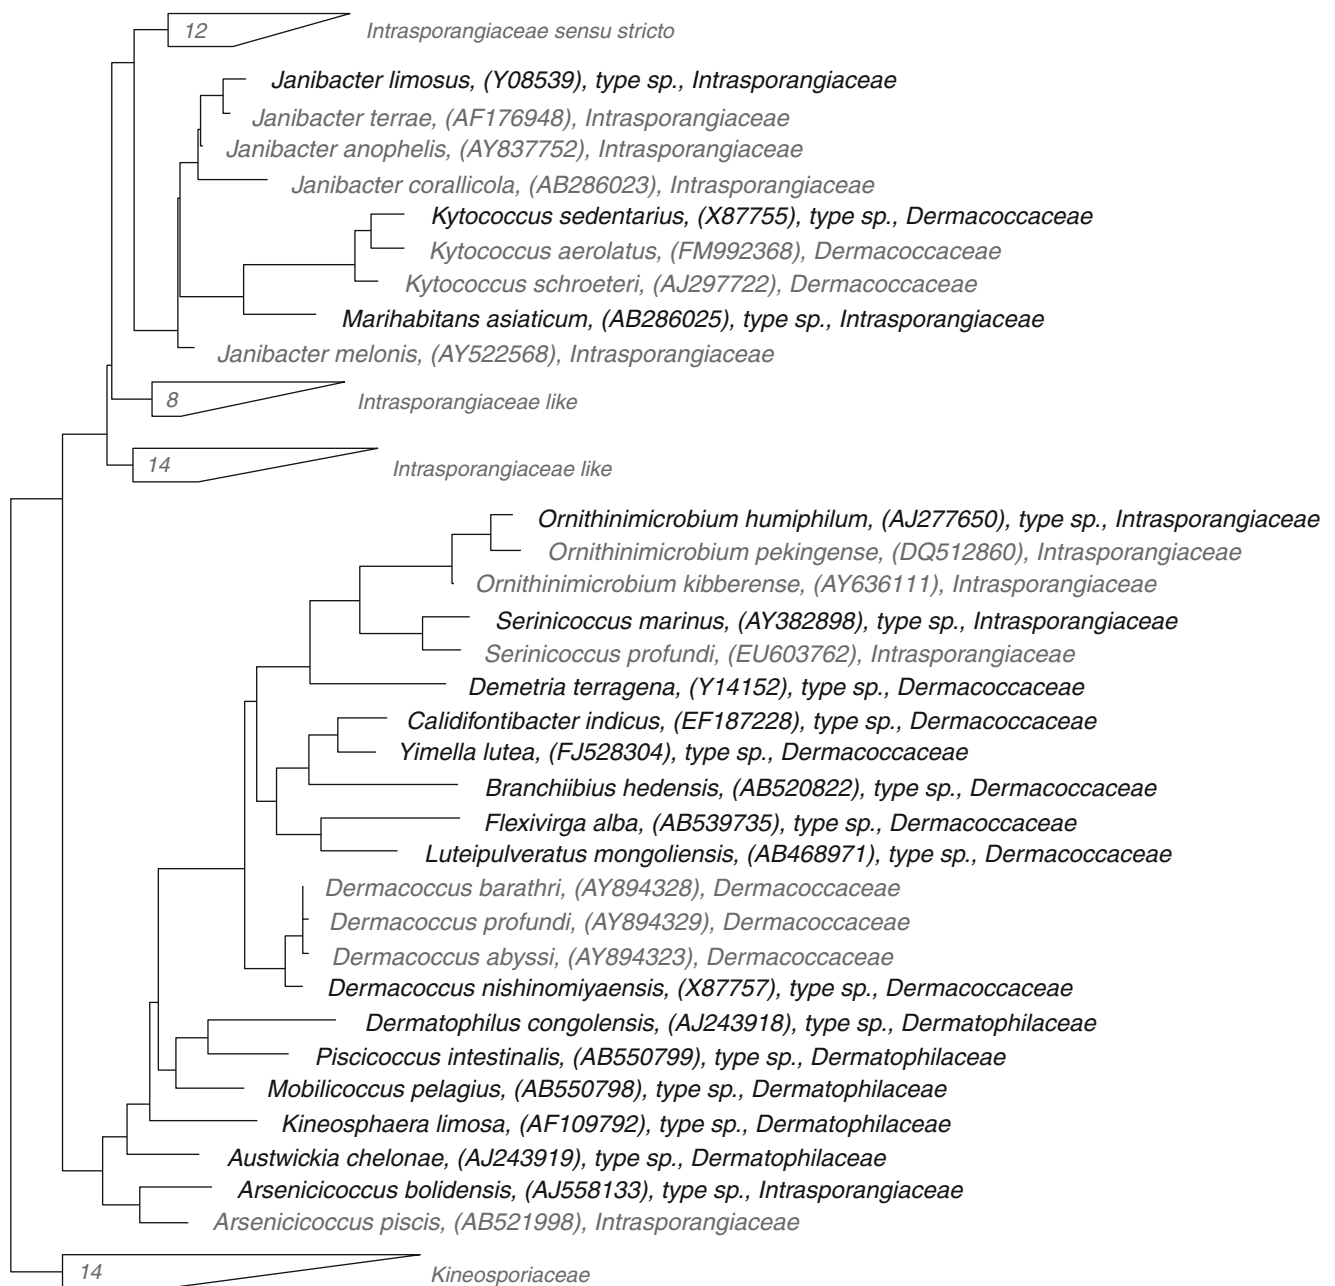 12 Intrasporangiaceae sensu stricto
Janibacter limosus, (Y08539), type sp., Intrasporangiaceae
Janibacter terrae, (AF176948), Intrasporangiaceae
Janibacter anophelis, (AY837752), Intrasporangiaceae
Janibacter corallicola, (AB286023), Intrasporangiaceae
Kytococcus sedentarius, (X87755), type sp., Dermacoccaceae
Kytococcus aerolatus, (FM992368), Dermacoccaceae
Kytococcus schroeteri, (AJ297722), Dermacoccaceae
Marihabitans asiaticum, (AB286025), type sp., Intrasporangiaceae
Janibacter melonis, (AY522568), Intrasporangiaceae
8 Intrasporangiaceae like
14 Intrasporangiaceae like
Ornithinimicrobium humiphilum, (AJ277650), type sp., Intrasporangiaceae
Ornithinimicrobium pekingense, (DQ512860), Intrasporangiaceae
Ornithinimicrobium kibberense, (AY636111), Intrasporangiaceae
Serinicoccus marinus, (AY382898), type sp., Intrasporangiaceae
Serinicoccus profundi, (EU603762), Intrasporangiaceae
Demetria terragena, (Y14152), type sp., Dermacoccaceae
Calidifontibacter indicus, (EF187228), type sp., Dermacoccaceae
Yimella lutea, (FJ528304), type sp., Dermacoccaceae
Branchiibius hedensis, (AB520822), type sp., Dermacoccaceae
Flexivirga alba, (AB539735), type sp., Dermacoccaceae
Luteipulveratus mongoliensis, (AB468971), type sp., Dermacoccaceae
Dermacoccus barathri, (AY894328), Dermacoccaceae
Dermacoccus profundi, (AY894329), Dermacoccaceae
Dermacoccus abyssi, (AY894323), Dermacoccaceae
Dermacoccus nishinomiyaensis, (X87757), type sp., Dermacoccaceae
Dermatophilus congolensis, (AJ243918), type sp., Dermatophilaceae
Piscicoccus intestinalis, (AB550799), type sp., Dermatophilaceae
Mobilicoccus pelagius, (AB550798), type sp., Dermatophilaceae
Kineosphaera limosa, (AF109792), type sp., Dermatophilaceae
Austwickia chelonae, (AJ243919), type sp., Dermatophilaceae
Arsenicicoccus bolidensis, (AJ558133), type sp., Intrasporangiaceae
Arsenicicoccus piscis, (AB521998), Intrasporangiaceae
14 Kineosporiaceae